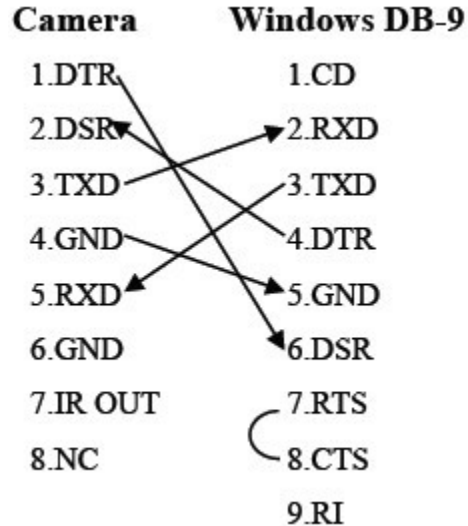 Camera Windows DB-9
1.DTR 1.CD
2.DSR 2.RXD
3.TXD 3.TXD
4.GND 4.DTR
5.RXD 5.GND
6.GND 6.DSR
7.IR OUT 7.RTS
8.NC 8.CTS
9.RI